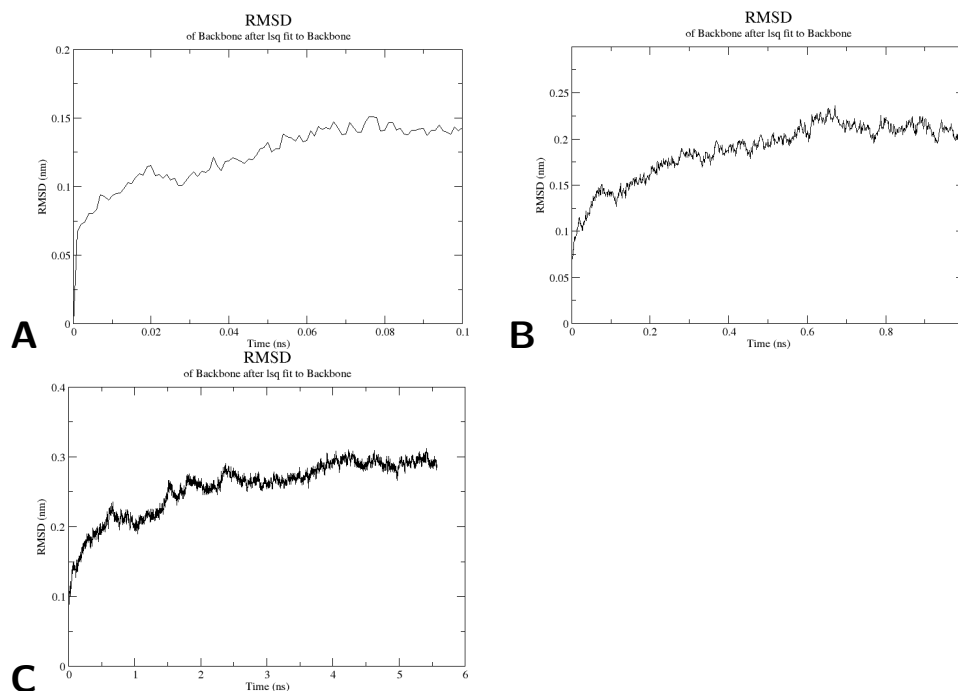 RMSD
of Backbone after lsq fit to Backbone
0.2
0.15
0.1
0.05
0
RMSD (nm)
0 0.02 0.04 0.06 0.08 0.1
Time (ns)
A
RMSD
of Backbone after lsq fit to Backbone
0.25
0.2
0.15
0.1
0.05
0
RMSD (nm)
0 0.2 0.4 0.6 0.8
Time (ns)
B
RMSD
of Backbone after lsq fit to Backbone
0.4
0.3
0.2
0.1
0
RMSD (nm)
0 1 2 3 4 5 6
Time (ns)
C